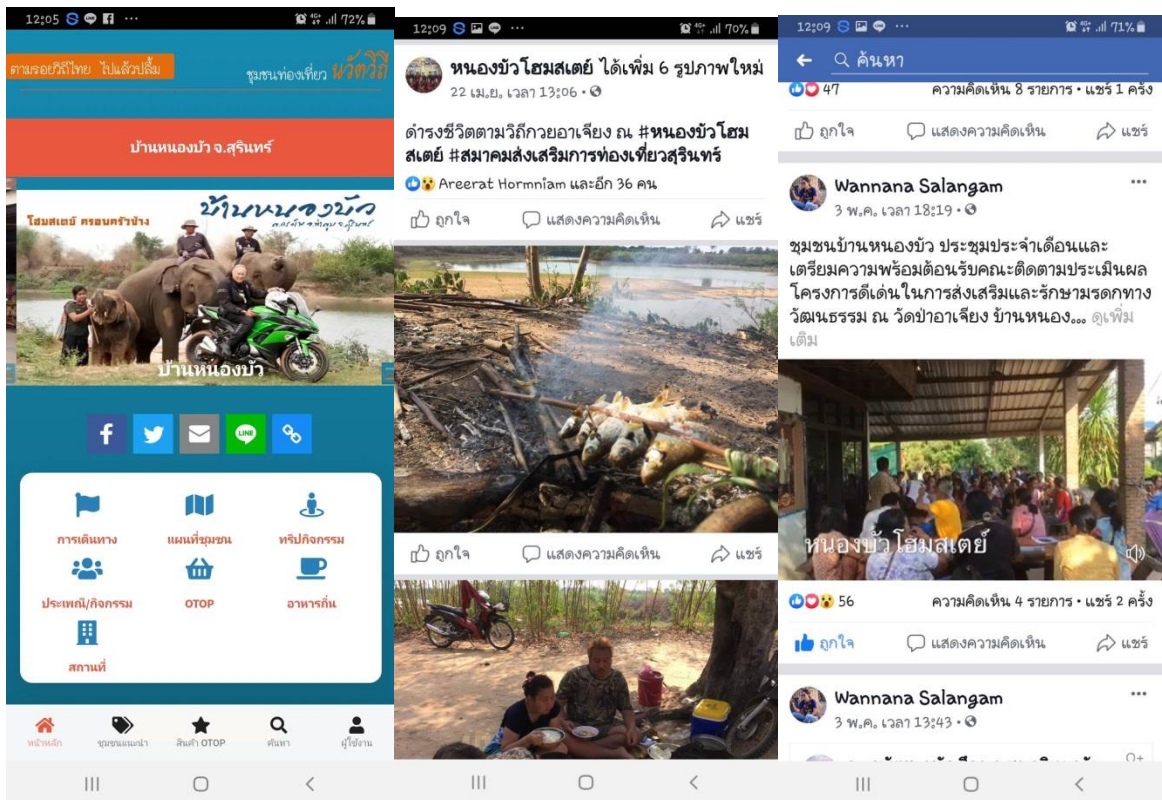 12:05
72%
ตามรอยวิถีไทย ไปแล้วปลื้ม
ชุมชนท่องเที่ยว นวัตวิถี
บ้านหนองบัว จ.สุรินทร์
โฮมสเตย์ ครอบครัวช้าง
บ้านหนองบัว
บ้านหนองบัว
LINE
การเดินทาง
แผนที่ชุมชน
ทริปกิจกรรม
ประเพณี/กิจกรรม
OTOP
อาหารถิ่น
สถานที่
หน้าหลัก
ชุมชนแนะนำ
สินค้า OTOP
ค้นหา
ผู้ใช้งาน
12:09
70%
หนองบัวโฮมสเตย์ ได้เพิ่ม 6 รูปภาพใหม่
22 เม.ย. เวลา 13:06
ดำรงชีวิตตามวิถีกวยอาเจียง ณ #หนองบัวโฮม
สเตย์ #สมาคมส่งเสริมการท่องเที่ยวสุรินทร์
Areerat Hormniam และอีก 36 คน
ถูกใจ
แสดงความคิดเห็น
แชร์
ถูกใจ
แสดงความคิดเห็น
แชร์
12:09
71%
ค้นหา
47
ความคิดเห็น 8 รายการ • แชร์ 1 ครั้ง
ถูกใจ
แสดงความคิดเห็น
แชร์
Wannana Salangam
3 พ.ค. เวลา 18:19
ชุมชนบ้านหนองบัว ประชุมประจำเดือนและ
เตรียมความพร้อมต้อนรับคณะติดตามประเมินผล
โครงการดีเด่นในการส่งเสริมและรักษามรดกทาง
วัฒนธรรม ณ วัดป่าอาเจียง บ้านหนอง... ดูเพิ่ม
เติม
หนองบัวโฮมสเตย์
56
ความคิดเห็น 4 รายการ • แชร์ 2 ครั้ง
ถูกใจ
แสดงความคิดเห็น
แชร์
Wannana Salangam
3 พ.ค. เวลา 13:43